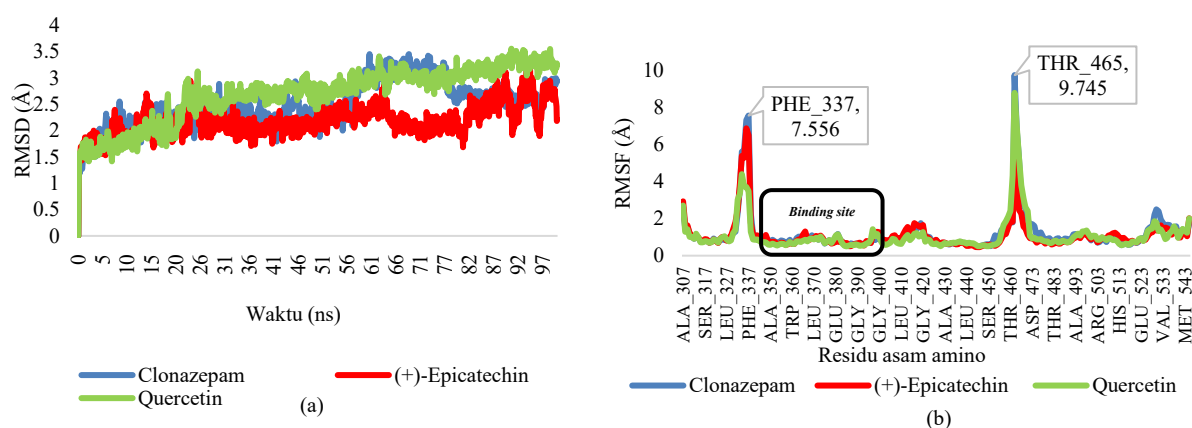 4
3.5
3
2.5
2
1.5
1
0.5
0
RMSD (Å)
0 5 10 15 20 26 31 36 41 46 51 56 61 66 71 77 82 87 92 97
Waktu (ns)
Clonazepam
(+)-Epicatechin
Quercetin
(a)
10
8
6
4
2
0
RMSF (Å)
PHE_337,
7.556
THR_465,
9.745
Binding site
ALA_307
SER_317
LEU_327
PHE_337
ALA_350
TRP_360
LEU_370
GLU_380
GLY_390
GLY_400
LEU_410
GLY_420
ALA_430
LEU_440
SER_450
THR_460
ASP_473
THR_483
ALA_493
ARG_503
HIS_513
GLU_523
VAL_533
MET_543
Residu asam amino
Clonazepam
(+)-Epicatechin
Quercetin
(b)